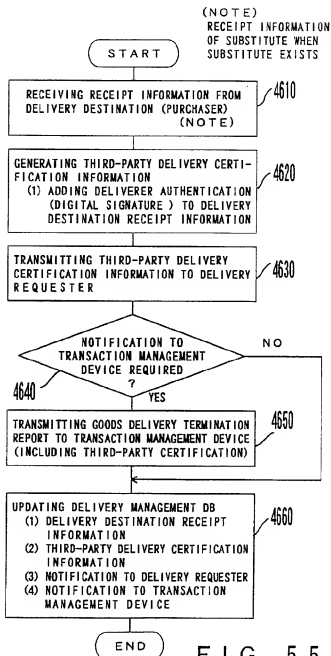 (NOTE)
RECEIPT INFORMATION
OF SUBSTITUTE WHEN
SUBSTITUTE EXISTS
START
RECEIVING RECEIPT INFORMATION FROM
DELIVERY DESTINATION (PURCHASER)
(NOTE)
4610
GENERATING THIRD-PARTY DELIVERY CERTI-
FICATION INFORMATION
(1) ADDING DELIVERER AUTHENTICATION
(DIGITAL SIGNATURE) TO DELIVERY
DESTINATION RECEIPT INFORMATION
4620
TRANSMITTING THIRD-PARTY DELIVERY
CERTIFICATION INFORMATION TO DELIVERY
REQUESTER
4630
NOTIFICATION TO
TRANSACTION MANAGEMENT
DEVICE REQUIRED
?
NO
4640
YES
TRANSMITTING GOODS DELIVERY TERMINATION
REPORT TO TRANSACTION MANAGEMENT DEVICE
(INCLUDING THIRD-PARTY CERTIFICATION)
4650
UPDATING DELIVERY MANAGEMENT DB
(1) DELIVERY DESTINATION RECEIPT
INFORMATION
(2) THIRD-PARTY DELIVERY CERTIFICATION
INFORMATION
(3) NOTIFICATION TO DELIVERY REQUESTER
(4) NOTIFICATION TO TRANSACTION
MANAGEMENT DEVICE
4660
END
FIG. 55